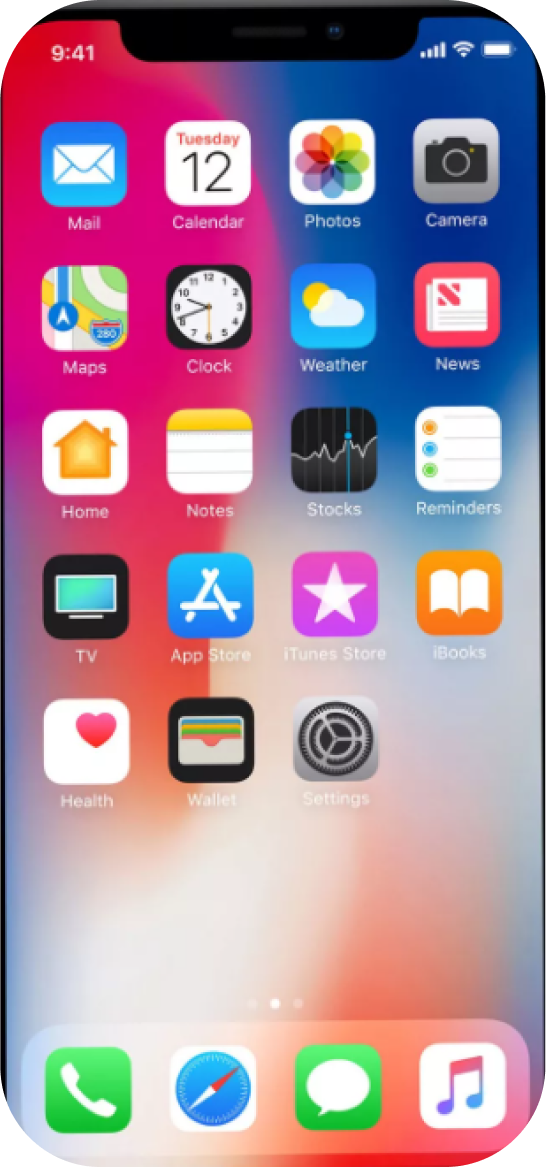 9:41
Tuesday
12
Mail Calendar Photos Camera
280
Maps Clock Weather News
Home Notes Stocks Reminders
TV App Store iTunes Store iBooks
Health Wallet Settings